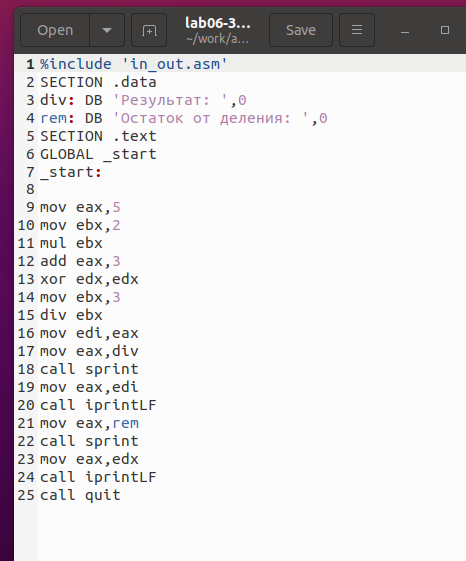 Open
lab06-3...
~/work/a...
Save
1 %include 'in_out.asm'
2 SECTION .data
3 div: DB 'Результат: ',0
4 rem: DB 'Остаток от деления: ',0
5 SECTION .text
6 GLOBAL _start
7 _start:
8
9 mov eax,5
10 mov ebx,2
11 mul ebx
12 add eax,3
13 xor edx,edx
14 mov ebx,3
15 div ebx
16 mov edi,eax
17 mov eax,div
18 call sprint
19 mov eax,edi
20 call iprintLF
21 mov eax,rem
22 call sprint
23 mov eax,edx
24 call iprintLF
25 call quit